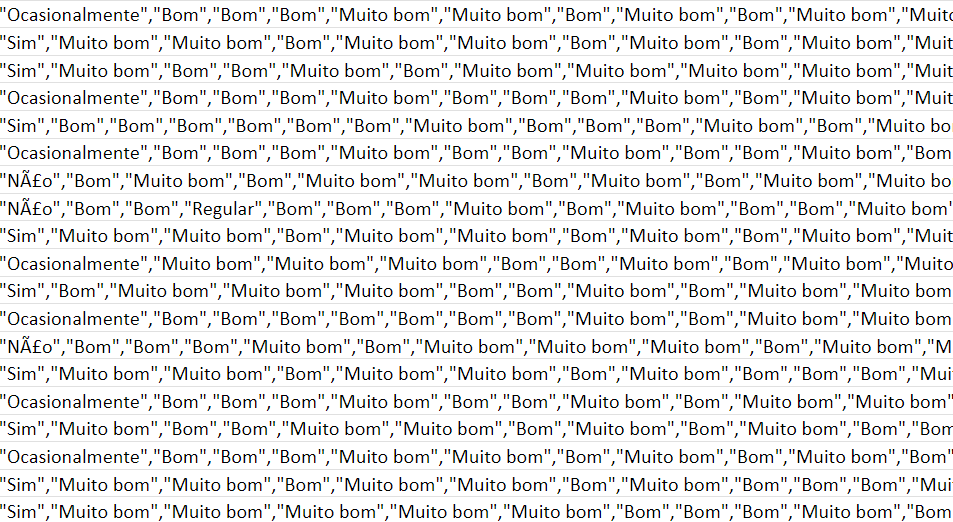 "Ocasionalmente","Bom","Bom","Bom","Muito bom","Muito bom","Bom","Muito bom","Bom","Muito bom","Muito
"Sim","Muito bom","Muito bom","Bom","Muito bom","Muito bom","Bom","Muito bom","Bom","Muito bom","Muit
"Sim","Muito bom","Bom","Bom","Muito bom","Bom","Muito bom","Muito bom","Muito bom","Muito bom","Muit
"Ocasionalmente","Bom","Bom","Bom","Muito bom","Bom","Bom","Bom","Muito bom","Bom","Muito bom","Muit
"Sim","Bom","Bom","Bom","Bom","Bom","Bom","Muito bom","Bom","Bom","Bom","Muito bom","Bom","Muito bo
"Ocasionalmente","Bom","Bom","Bom","Muito bom","Bom","Bom","Muito bom","Bom","Bom","Muito bom","Bom
"NÃ£o","Bom","Muito bom","Bom","Muito bom","Muito bom","Bom","Muito bom","Bom","Muito bom","Muito bo
"NÃ£o","Bom","Bom","Regular","Bom","Bom","Bom","Muito bom","Bom","Muito bom","Bom","Bom","Muito bom"
"Sim","Muito bom","Muito bom","Bom","Muito bom","Muito bom","Bom","Muito bom","Bom","Muito bom","Muit
"Ocasionalmente","Muito bom","Muito bom","Muito bom","Bom","Bom","Muito bom","Bom","Muito bom","Muito
"Sim","Bom","Muito bom","Muito bom","Muito bom","Bom","Bom","Muito bom","Bom","Muito bom","Muito bom
"Ocasionalmente","Bom","Bom","Bom","Bom","Bom","Bom","Bom","Muito bom","Bom","Muito bom","Muito bom
"NÃ£o","Bom","Bom","Bom","Muito bom","Bom","Muito bom","Muito bom","Muito bom","Bom","Muito bom","M
"Sim","Muito bom","Muito bom","Bom","Muito bom","Muito bom","Bom","Muito bom","Bom","Bom","Bom","Mui
"Ocasionalmente","Bom","Bom","Bom","Muito bom","Bom","Bom","Muito bom","Bom","Muito bom","Muito bom"
"Sim","Muito bom","Bom","Bom","Muito bom","Muito bom","Bom","Bom","Muito bom","Bom","Muito bom","Bom","Bom
"Ocasionalmente","Bom","Bom","Bom","Muito bom","Muito bom","Bom","Muito bom","Bom","Muito bom","Bom"
"Sim","Muito bom","Muito bom","Bom","Muito bom","Muito bom","Bom","Muito bom","Bom","Bom","Bom","Mui
"Sim","Muito bom","Muito bom","Muito bom","Muito bom","Muito bom","Bom","Bom","Bom","Muito bom","Bom